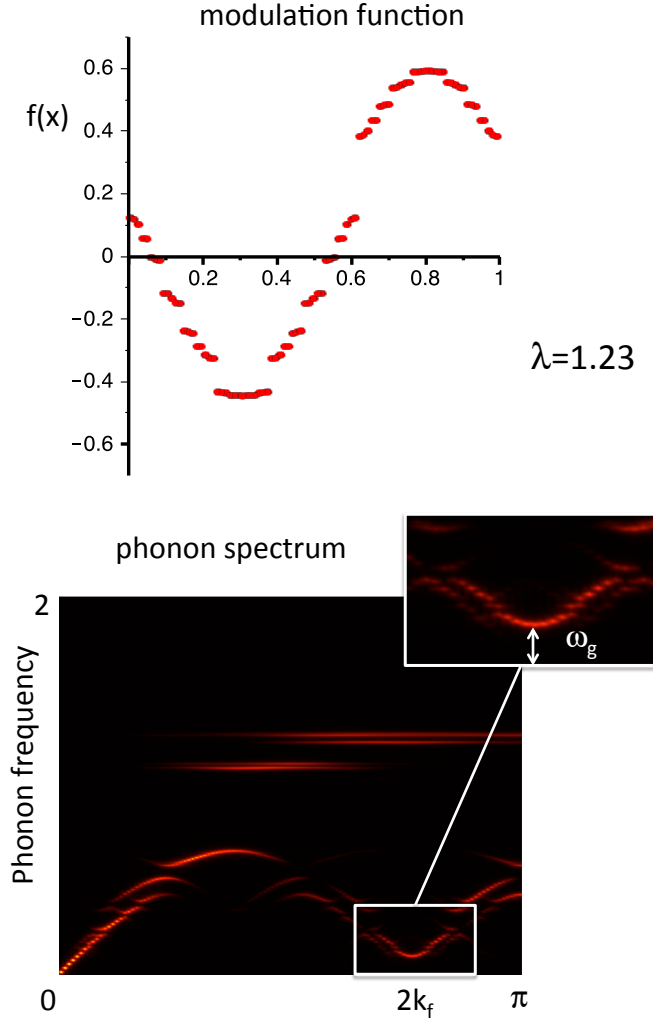 modulation function
0.6
f(x)
0.4
0.2
0
0.2
0.4
0.6
0.8
1
−0.2
−0.4
λ=1.23
−0.6
phonon spectrum
2
ω_g
Phonon frequency
0
2k_f
π